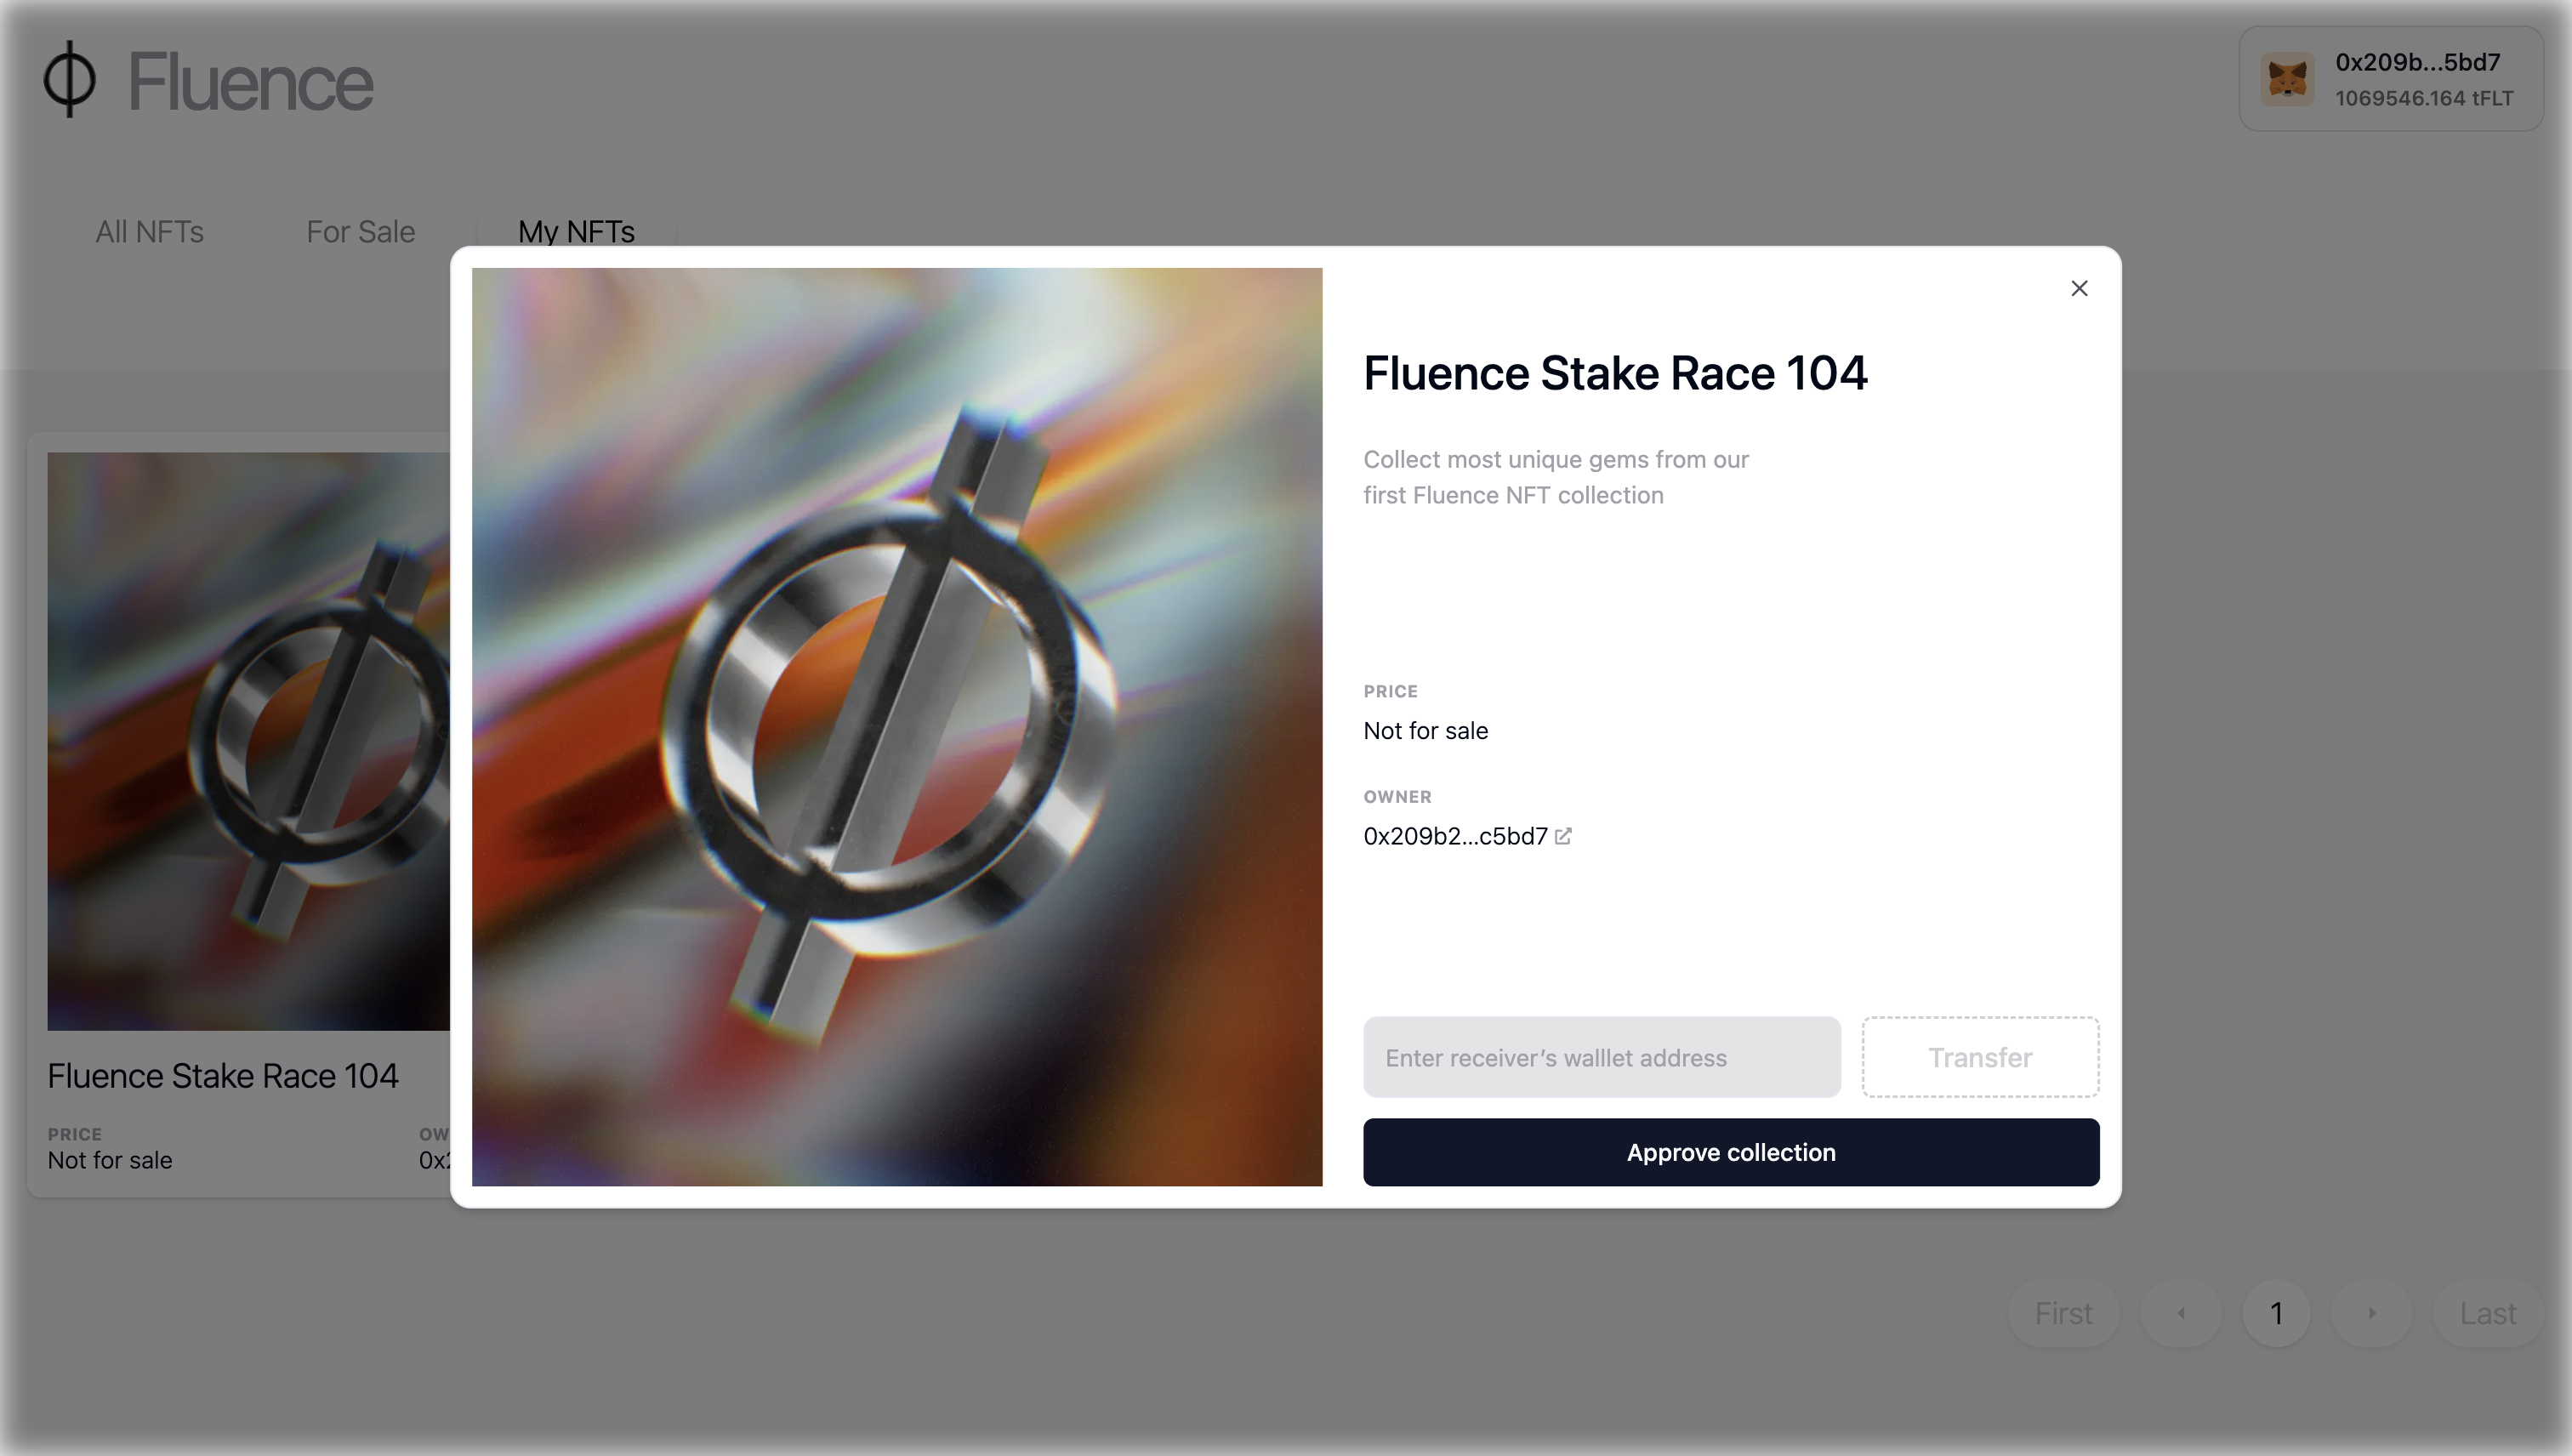 Fluence
0x209b...5bd7
1069546.164 tFLT
All NFTs
For Sale
My NFTs
Fluence Stake Race 104
Collect most unique gems from our
first Fluence NFT collection
PRICE
Not for sale
OWNER
0x209b2...c5bd7
Enter receiver’s walllet address
Transfer
Approve collection
Fluence Stake Race 104
PRICE
OW
Not for sale
0x2
First
1
Last